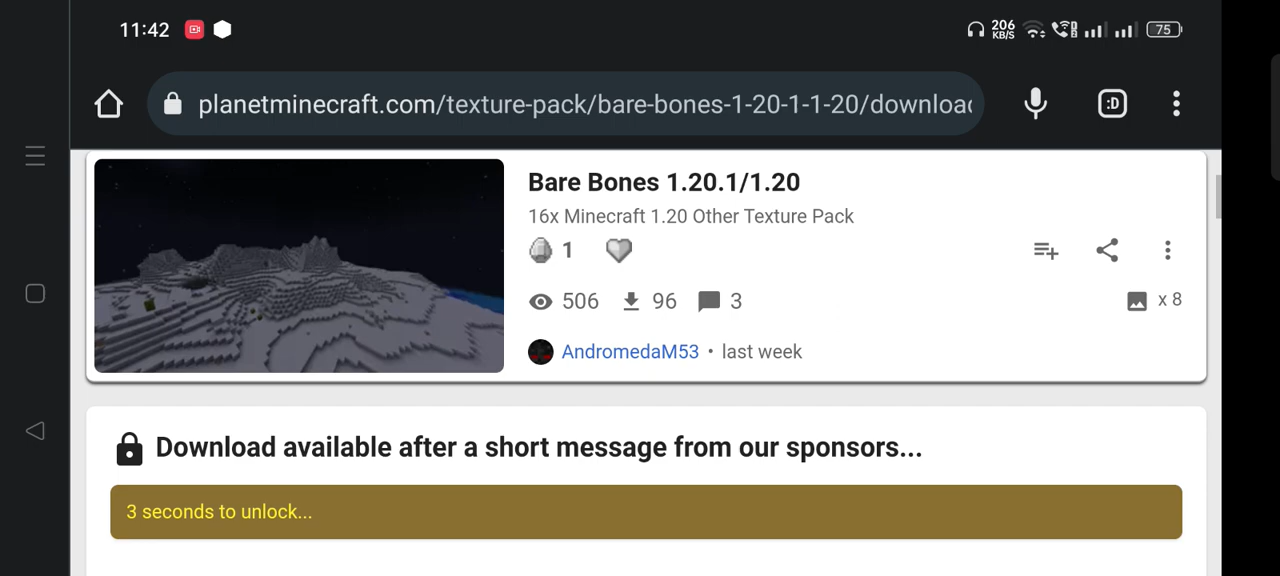 11:42
206
KB/S
75
planetminecraft.com/texture-pack/bare-bones-1-20-1-1-20/download
:D
Bare Bones 1.20.1/1.20
16x Minecraft 1.20 Other Texture Pack
1
506 96 3
x 8
AndromedaM53 • last week
Download available after a short message from our sponsors...
3 seconds to unlock...